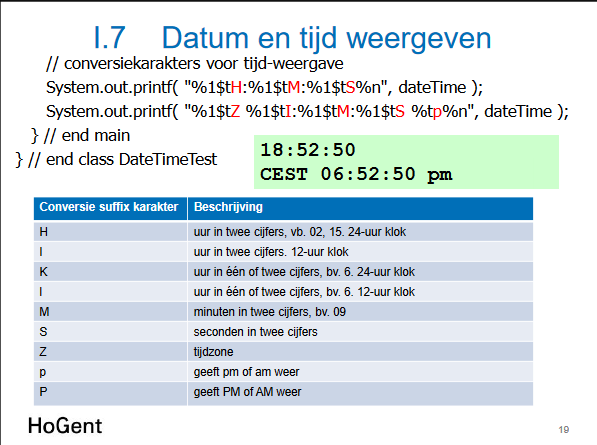 I.7 Datum en tijd weergeven
// conversiekarakters voor tijd-weergave
System.out.printf( "%1$tH:%1$tM:%1$tS%n", dateTime );
System.out.printf( "%1$tZ %1$tI:%1$tM:%1$tS %tp%n", dateTime );
} // end main
} // end class DateTimeTest
18:52:50
CEST 06:52:50 pm
Conversie suffix karakter Beschrijving
H uur in twee cijfers, vb. 02, 15. 24-uur klok
I uur in twee cijfers. 12-uur klok
K uur in één of twee cijfers, bv. 6. 24-uur klok
l uur in één of twee cijfers, bv. 6. 12-uur klok
M minuten in twee cijfers, bv. 09
S seconden in twee cijfers
Z tijdzone
p geeft pm of am weer
P geeft PM of AM weer
HoGent
19